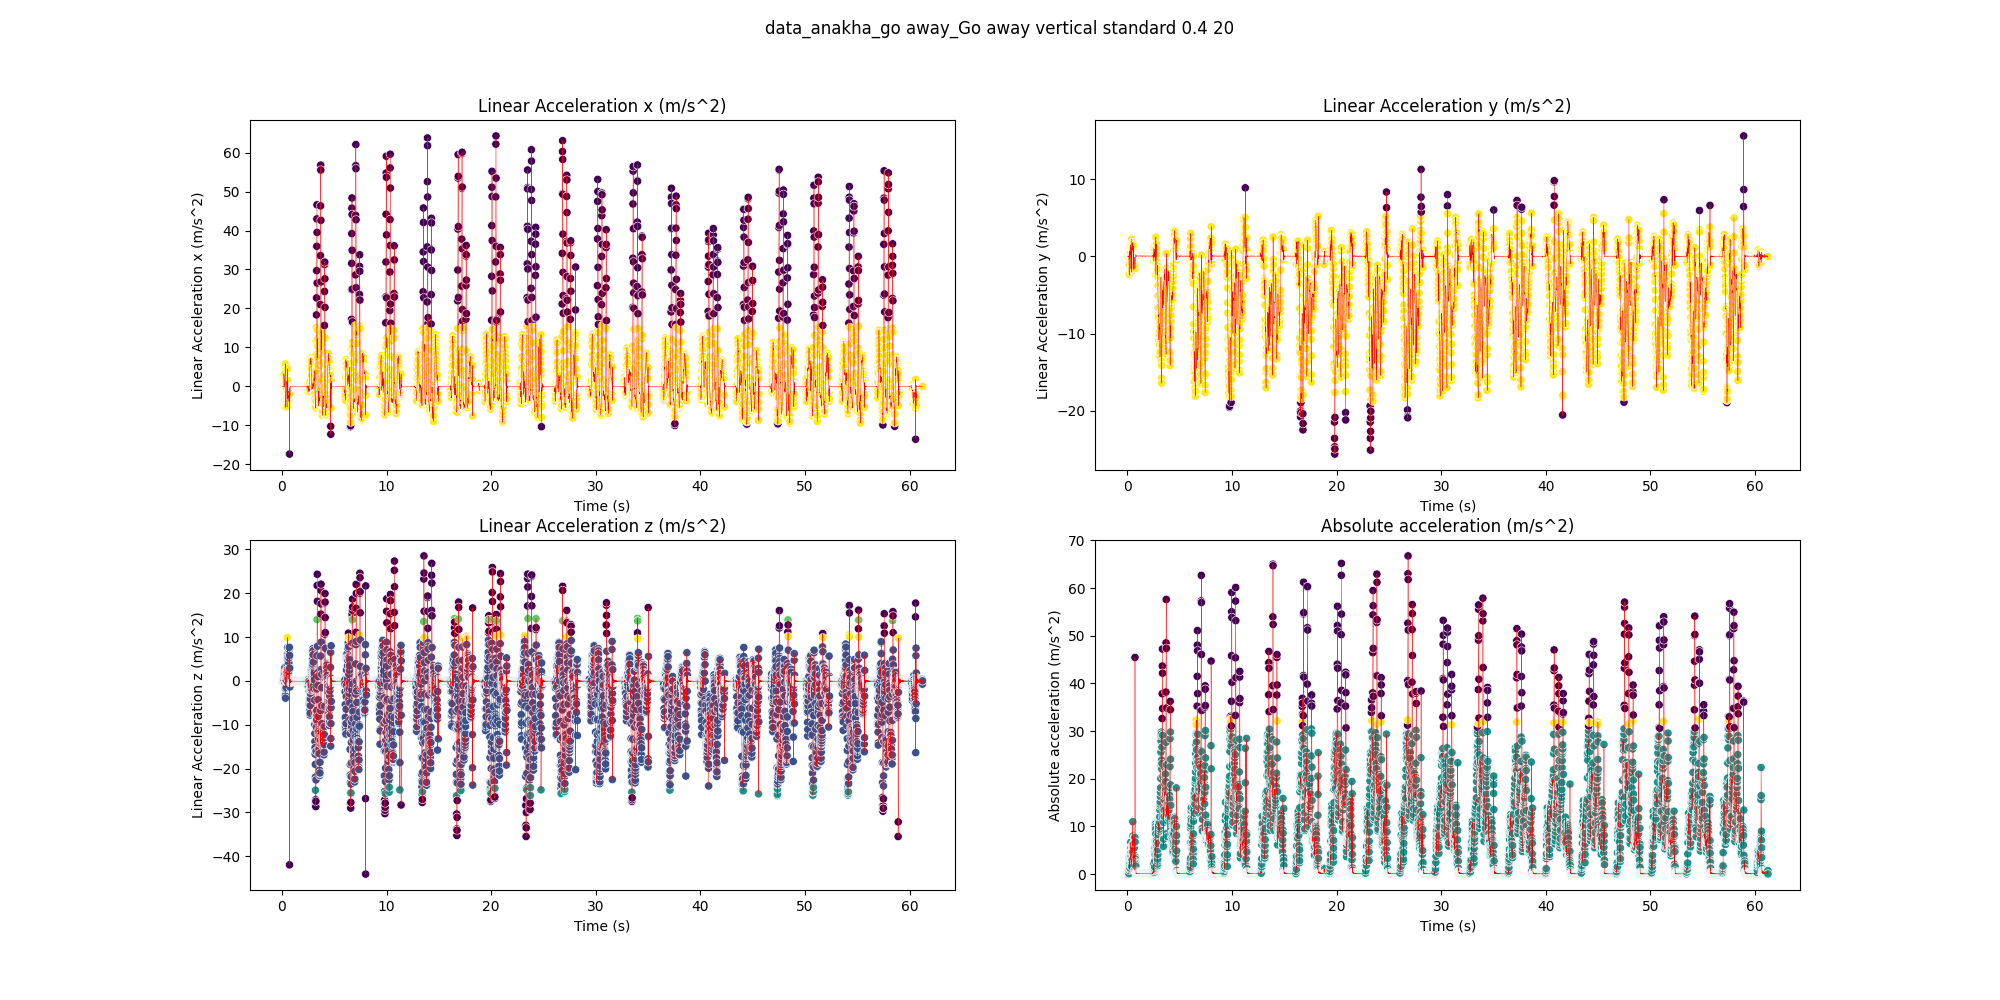 data_anakha_go away_Go away vertical standard 0.4 20
Linear Acceleration x (m/s^2)
Linear Acceleration x (m/s^2)
60
50
40
30
20
10
0
−10
−20
0 10 20 30 40 50 60
Time (s)
Linear Acceleration y (m/s^2)
Linear Acceleration y (m/s^2)
10
0
−10
−20
0 10 20 30 40 50 60
Time (s)
Linear Acceleration z (m/s^2)
Linear Acceleration z (m/s^2)
30
20
10
0
−10
−20
−30
−40
0 10 20 30 40 50 60
Time (s)
Absolute acceleration (m/s^2)
Absolute acceleration (m/s^2)
70
60
50
40
30
20
10
0
0 10 20 30 40 50 60
Time (s)